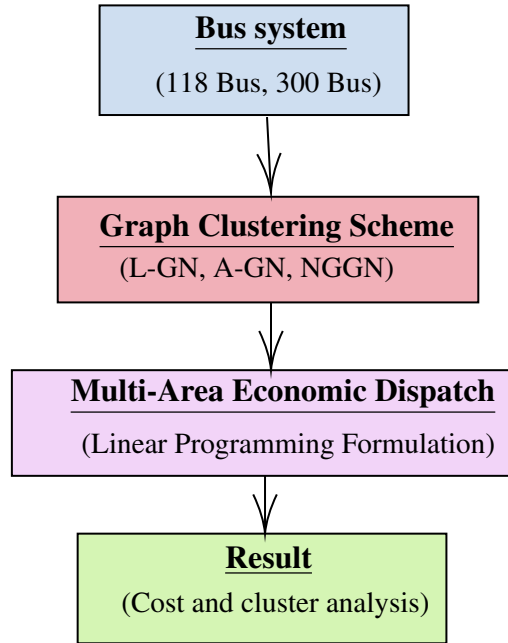 Bus system
(118 Bus, 300 Bus)
Graph Clustering Scheme
(L-GN, A-GN, NGGN)
Multi-Area Economic Dispatch
(Linear Programming Formulation)
Result
(Cost and cluster analysis)